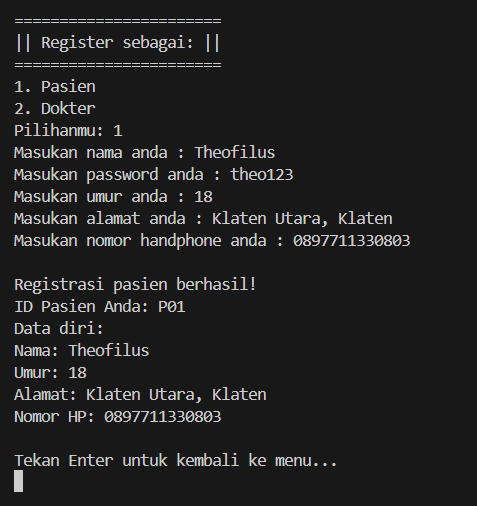 =======================
|| Register sebagai: ||
=======================
1. Pasien
2. Dokter
Pilihanmu: 1
Masukan nama anda : Theofilus
Masukan password anda : theo123
Masukan umur anda : 18
Masukan alamat anda : Klaten Utara, Klaten
Masukan nomor handphone anda : 0897711330803
Registrasi pasien berhasil!
ID Pasien Anda: P01
Data diri:
Nama: Theofilus
Umur: 18
Alamat: Klaten Utara, Klaten
Nomor HP: 0897711330803
Tekan Enter untuk kembali ke menu...